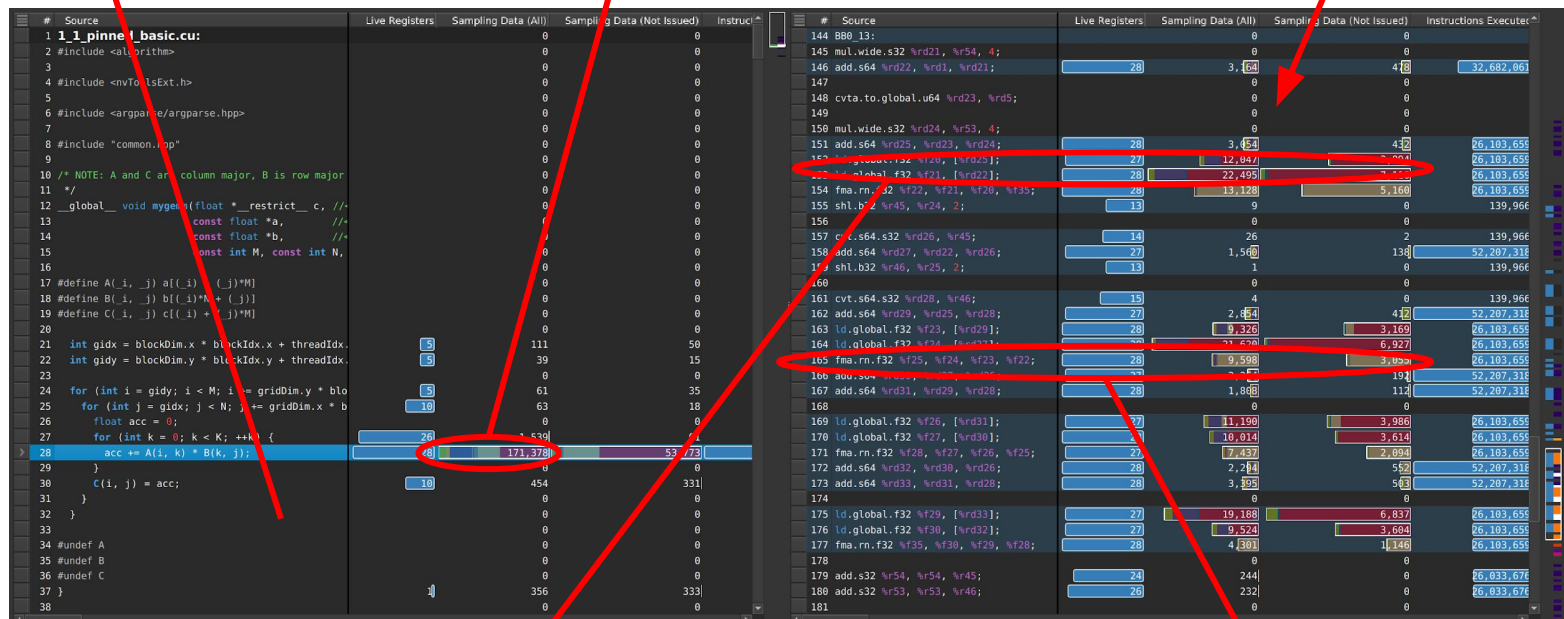 # Source Live Registers Sampling Data (All) Sampling Data (Not Issued) Instruct
1 1_1_pinned_basic.cu: 0 0
2 #include <algorithm> 0 0
3 0 0
4 #include <nvToolsExt.h> 0 0
5 0 0
6 #include <argparse/argparse.hpp> 0 0
7 0 0
8 #include "common.hpp" 0 0
9 0 0
10 /* NOTE: A and C are column major, B is row major 0 0
11 */ 0 0
12 __global__ void mygemm(float *__restrict__ c, //< 0 0
13 const float *a, //< 0 0
14 const float *b, //< 0 0
15 const int M, const int N, 0 0
16 0 0
17 #define A(_i, _j) a[(_i) + (_j)*M] 0 0
18 #define B(_i, _j) b[(_i)*N + (_j)] 0 0
19 #define C(_i, _j) c[(_i) + (_j)*M] 0 0
20 0 0
21 int gidx = blockDim.x * blockIdx.x + threadIdx. 5 111 50
22 int gidy = blockDim.y * blockIdx.y + threadIdx. 5 39 15
23 0 0
24 for (int i = gidy; i < M; i += gridDim.y * blo 5 61 35
25 for (int j = gidx; j < N; j += gridDim.x * b 10 63 18
26 float acc = 0; 0 0
27 for (int k = 0; k < K; ++k) { 26 1,539
28 acc += A(i, k) * B(k, j); 28 171,378
29 } 0 0
30 C(i, j) = acc; 10 454 331
31 } 0 0
32 } 0 0
33 0 0
34 #undef A 0 0
35 #undef B 0 0
36 #undef C 0 0
37 } 1 356 333
38 0 0
# Source Live Registers Sampling Data (All) Sampling Data (Not Issued) Instructions Executed
144 BB0_13: 0 0
145 mul.wide.s32 %rd21, %r54, 4; 0 0
146 add.s64 %rd22, %rd1, %rd21; 28 3,164 478 32,682,061
147 0 0
148 cvta.to.global.u64 %rd23, %rd5; 0 0
149 0 0
150 mul.wide.s32 %rd24, %r53, 4; 0 0
151 add.s64 %rd25, %rd23, %rd24; 28 3,054 432 26,103,659
152 ld.global.f32 %f20, [%rd25]; 27 12,047 26,103,659
ld.global.f32 %f21, [%rd22]; 28 22,495 26,103,659
154 fma.rn.f32 %f22, %f21, %f20, %f35; 28 13,128 5,160 26,103,659
155 shl.b32 %r45, %r24, 2; 13 9 0 139,966
156 0 0
157 cvt.s64.s32 %rd26, %r45; 14 26 2 139,966
158 add.s64 %rd27, %rd22, %rd26; 27 1,560 138 52,207,318
159 shl.b32 %r46, %r25, 2; 13 1 0 139,966
160 0 0
161 cvt.s64.s32 %rd28, %r46; 15 4 0 139,966
162 add.s64 %rd29, %rd25, %rd28; 27 2,854 412 52,207,318
163 ld.global.f32 %f23, [%rd29]; 28 9,326 3,169 26,103,659
164 ld.global.f32 %f24, [%rd27]; 28 21,620 6,927 26,103,659
165 fma.rn.f32 %f25, %f24, %f23, %f22; 28 9,598 3,055 26,103,659
166 add.s64 27 192 52,207,318
167 add.s64 %rd31, %rd29, %rd28; 28 1,808 112 52,207,318
168 0 0
169 ld.global.f32 %f26, [%rd31]; 27 11,190 3,986 26,103,659
170 ld.global.f32 %f27, [%rd30]; 10,014 3,614 26,103,659
171 fma.rn.f32 %f28, %f27, %f26, %f25; 28 7,437 2,094 26,103,659
172 add.s64 %rd32, %rd30, %rd26; 28 2,294 552 52,207,318
173 add.s64 %rd33, %rd31, %rd28; 28 3,395 503 52,207,318
174 0 0
175 ld.global.f32 %f29, [%rd33]; 27 19,188 6,837 26,103,659
176 ld.global.f32 %f30, [%rd32]; 28 9,524 3,604 26,103,659
177 fma.rn.f32 %f35, %f30, %f29, %f28; 28 4,301 1,146 26,103,659
178 0 0
179 add.s32 %r54, %r54, %r45; 24 244 0 26,033,676
180 add.s32 %r53, %r53, %r46; 26 232 0 26,033,676
181 0 0